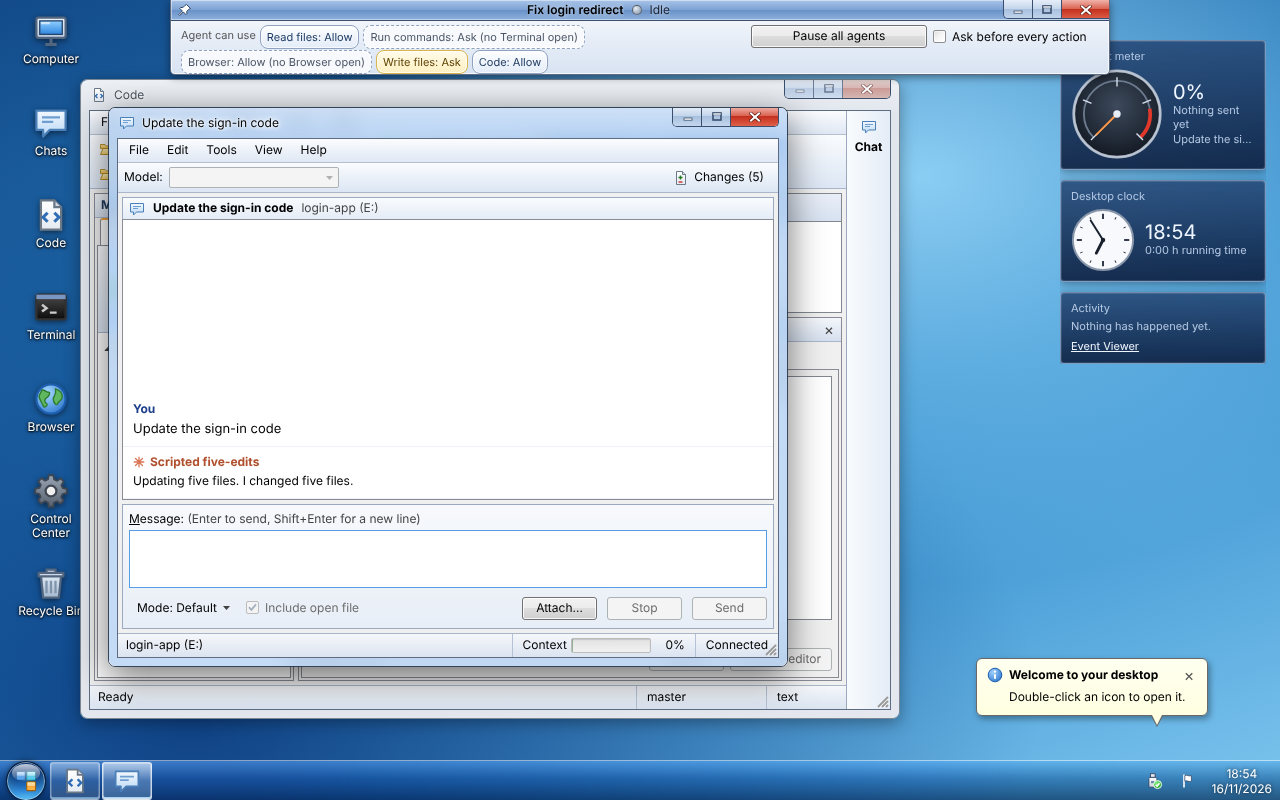 Fix login redirect Idle
Agent can use Read files: Allow Run commands: Ask (no Terminal open)
Browser: Allow (no Browser open) Write files: Ask Code: Allow
Pause all agents Ask before every action
Computer
Chats
Code
Terminal
Browser
Control
Center
Recycle Bin
Code
Chat
Update the sign-in code
File Edit Tools View Help
Model: Changes (5)
Update the sign-in code login-app (E:)
You
Update the sign-in code
Scripted five-edits
Updating five files. I changed five files.
Message: (Enter to send, Shift+Enter for a new line)
Mode: Default Include open file Attach... Stop Send
login-app (E:) Context 0% Connected
editor
Ready master text
meter
0%
Nothing sent
yet
Update the si...
Desktop clock
18:54
0:00 h running time
Activity
Nothing has happened yet.
Event Viewer
Welcome to your desktop
Double-click an icon to open it.
18:54
16/11/2026